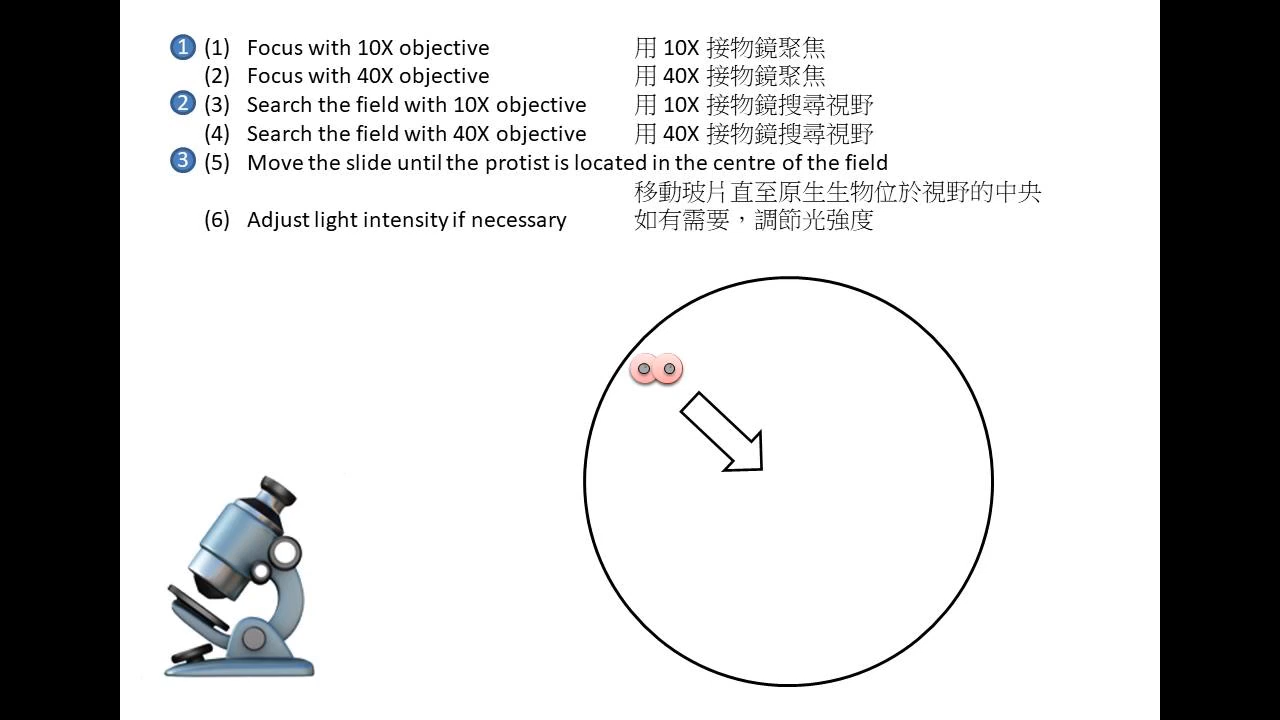 1 (1) Focus with 10X objective 用 10X 接物鏡聚焦
(2) Focus with 40X objective 用 40X 接物鏡聚焦
2 (3) Search the field with 10X objective 用 10X 接物鏡搜尋視野
(4) Search the field with 40X objective 用 40X 接物鏡搜尋視野
3 (5) Move the slide until the protist is located in the centre of the field
移動玻片直至原生生物位於視野的中央
(6) Adjust light intensity if necessary 如有需要，調節光強度